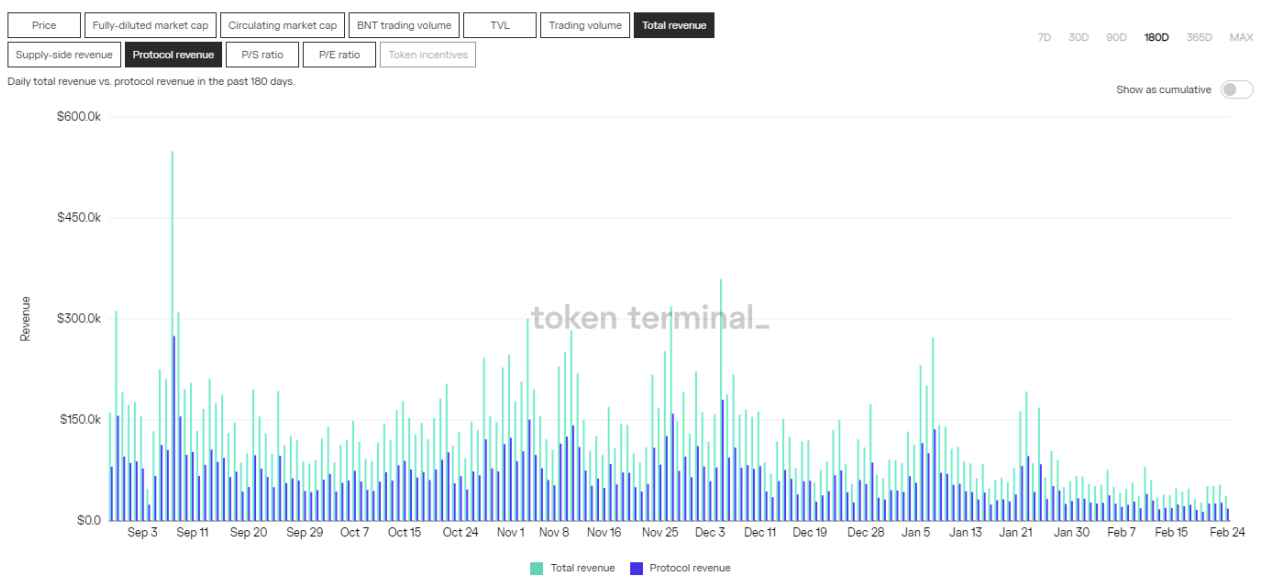 Price Fully-diluted market cap Circulating market cap BNT trading volume TVL Trading volume Total revenue
7D 30D 90D 180D 365D MAX
Supply-side revenue Protocol revenue P/S ratio P/E ratio Token incentives
Daily total revenue vs. protocol revenue in the past 180 days.
Show as cumulative
$600.0k
$450.0k
$300.0k
$150.0k
$0.0
Revenue
token terminal_
Sep 3 Sep 11 Sep 20 Sep 29 Oct 7 Oct 15 Oct 24 Nov 1 Nov 8 Nov 16 Nov 25 Dec 3 Dec 11 Dec 19 Dec 28 Jan 5 Jan 13 Jan 21 Jan 30 Feb 7 Feb 15 Feb 24
Total revenue Protocol revenue